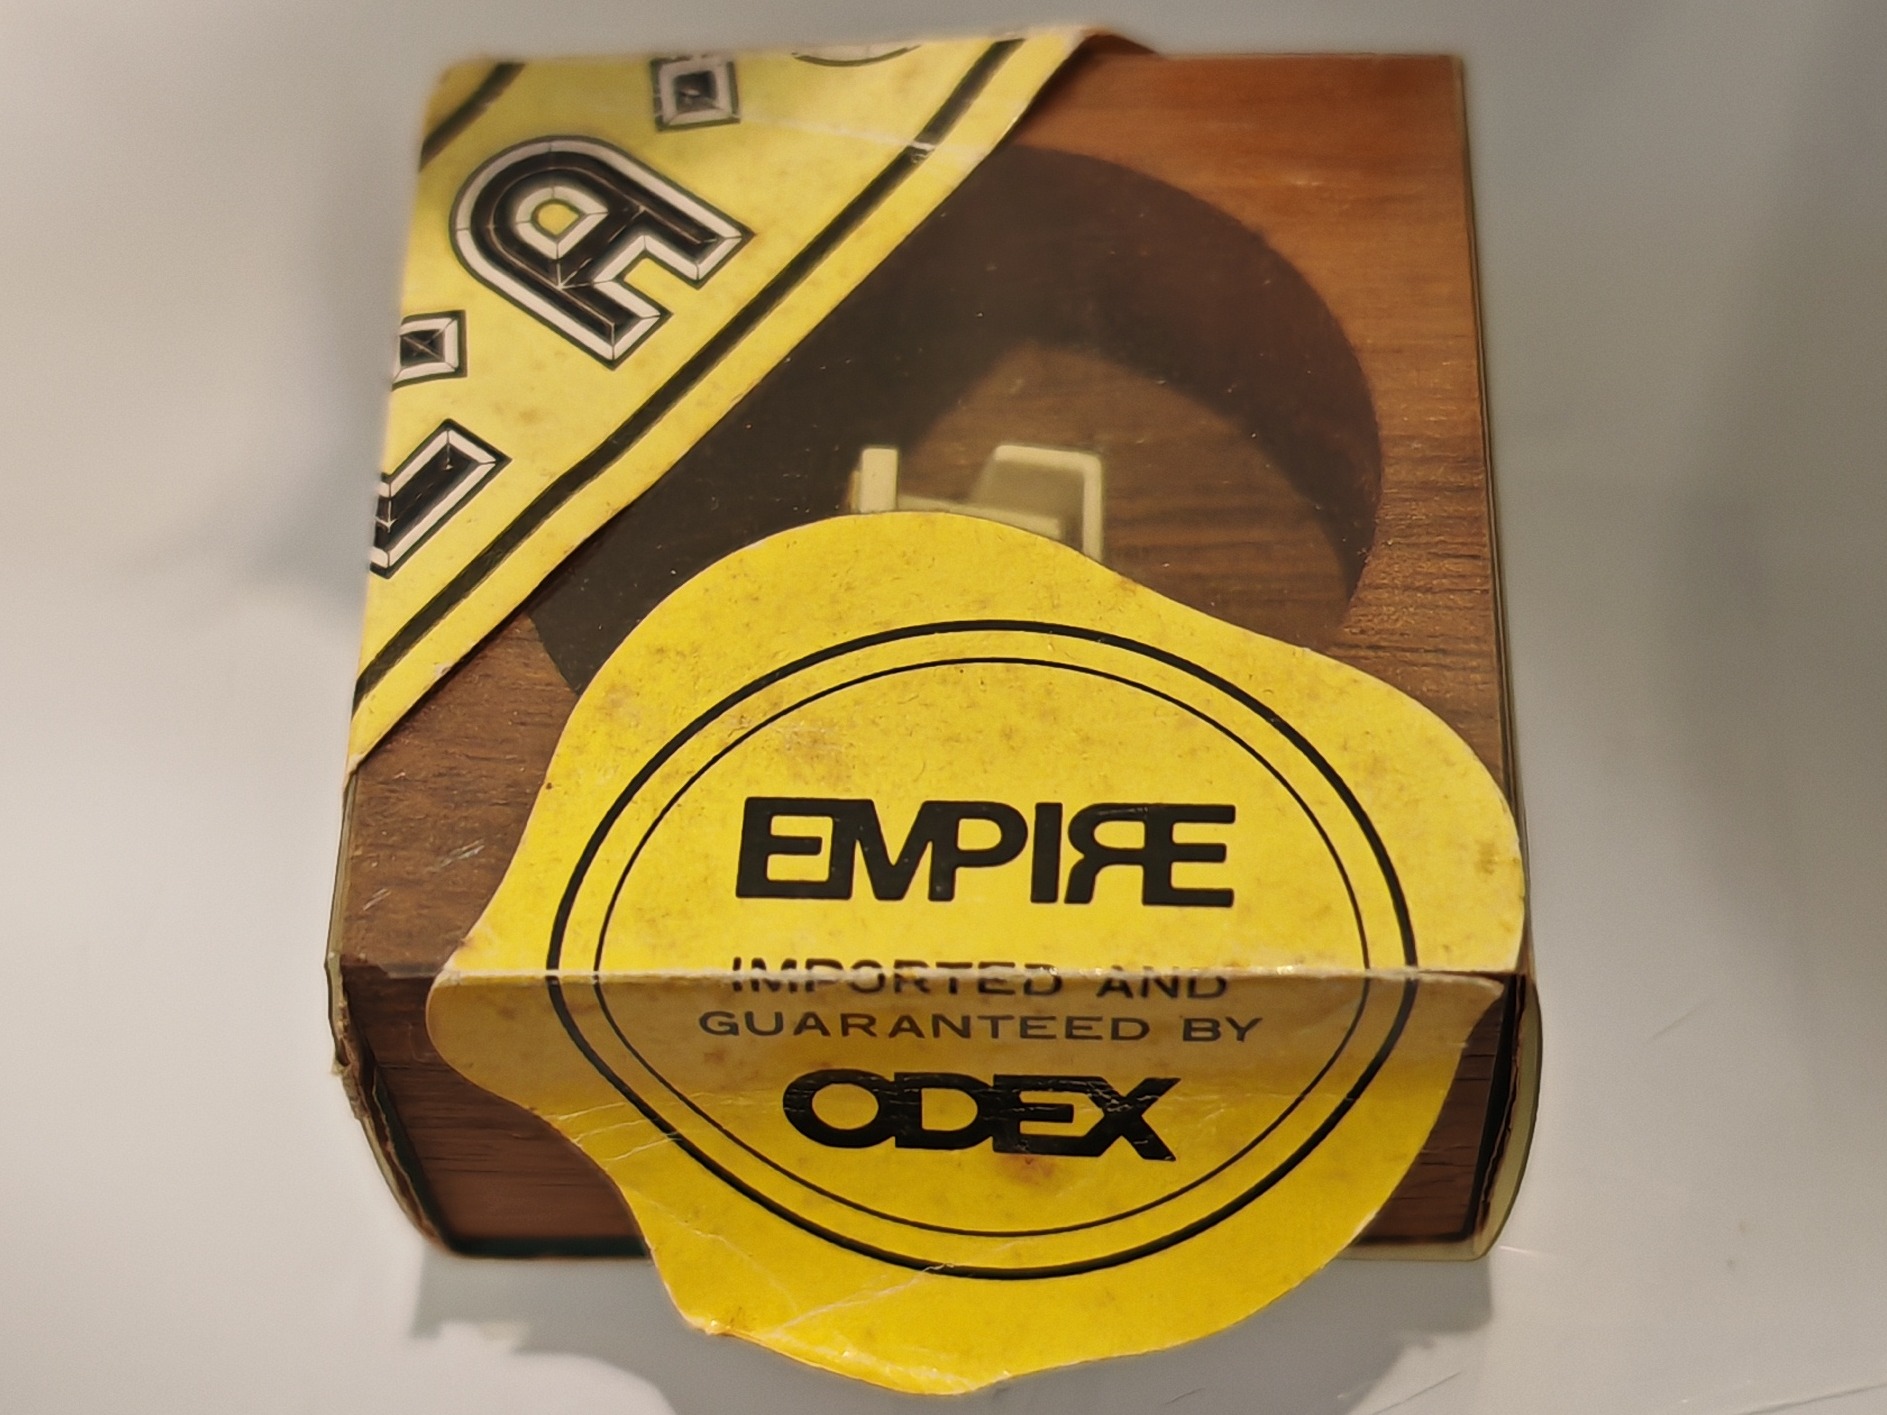 L.A.
EMPIRE
IMPORTED AND
GUARANTEED BY
ODEX